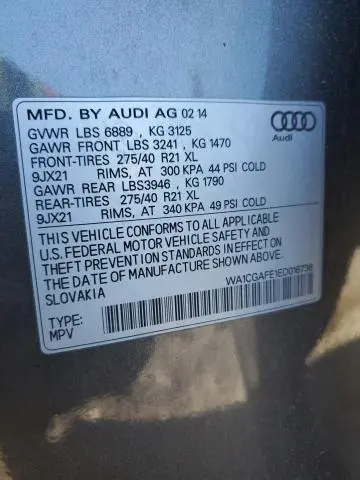 MFD. BY AUDI AG 02 14
GVWR LBS 6889 , KG 3125
GAWR FRONT LBS 3241 , KG 1470
FRONT-TIRES 275/40 R21 XL
9JX21 RIMS, AT 300 KPA 44 PSI COLD
GAWR REAR LBS3946 , KG 1790
REAR-TIRES 275/40 R21 XL
9JX21 RIMS, AT 340 KPA 49 PSI COLD
THIS VEHICLE CONFORMS TO ALL APPLICABLE
U.S. FEDERAL MOTOR VEHICLE SAFETY AND
THEFT PREVENTION STANDARDS IN EFFECT ON
THE DATE OF MANUFACTURE SHOWN ABOVE.
SLOVAKIA
WA1CGAFE1ED016736
TYPE:
MPV
Audi